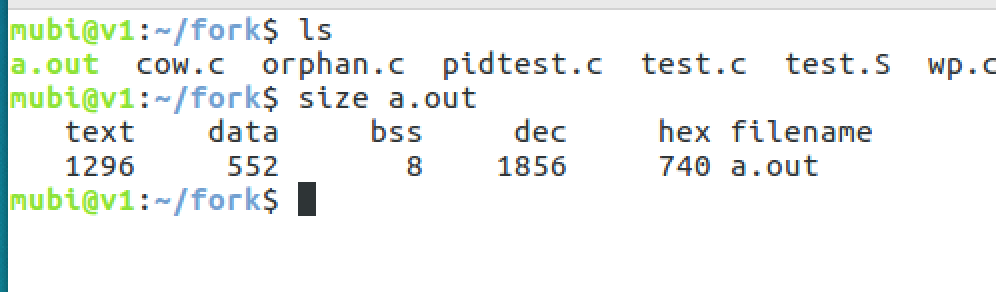 mubi@v1:~/fork$ ls
a.out  cow.c  orphan.c  pidtest.c  test.c  test.S  wp.c
mubi@v1:~/fork$ size a.out
   text    data     bss     dec     hex filename
   1296     552       8    1856     740 a.out
mubi@v1:~/fork$